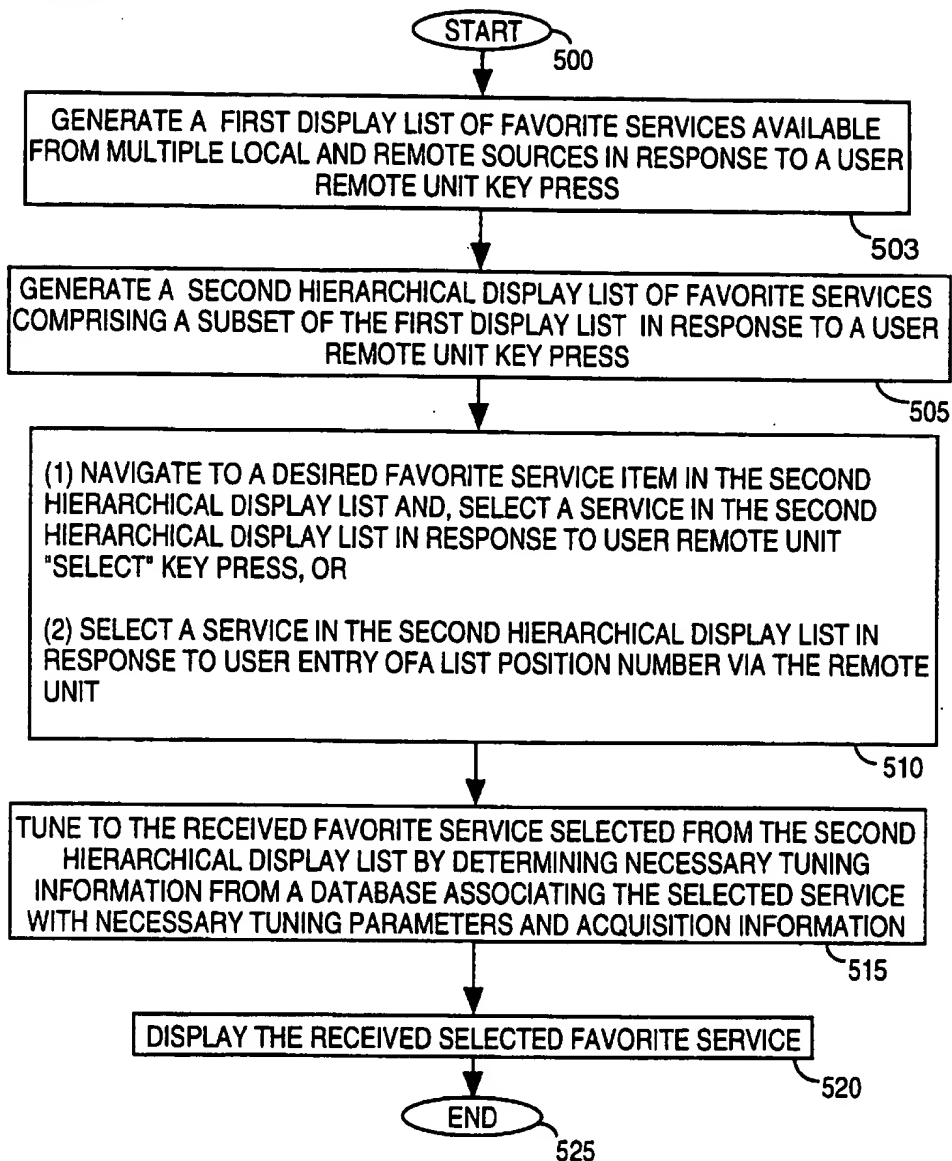 START
500
GENERATE A FIRST DISPLAY LIST OF FAVORITE SERVICES AVAILABLE
FROM MULTIPLE LOCAL AND REMOTE SOURCES IN RESPONSE TO A USER
REMOTE UNIT KEY PRESS
503
GENERATE A SECOND HIERARCHICAL DISPLAY LIST OF FAVORITE SERVICES
COMPRISING A SUBSET OF THE FIRST DISPLAY LIST IN RESPONSE TO A USER
REMOTE UNIT KEY PRESS
505
(1) NAVIGATE TO A DESIRED FAVORITE SERVICE ITEM IN THE SECOND
HIERARCHICAL DISPLAY LIST AND, SELECT A SERVICE IN THE SECOND
HIERARCHICAL DISPLAY LIST IN RESPONSE TO USER REMOTE UNIT
"SELECT" KEY PRESS, OR
(2) SELECT A SERVICE IN THE SECOND HIERARCHICAL DISPLAY LIST IN
RESPONSE TO USER ENTRY OFA LIST POSITION NUMBER VIA THE REMOTE
UNIT
510
TUNE TO THE RECEIVED FAVORITE SERVICE SELECTED FROM THE SECOND
HIERARCHICAL DISPLAY LIST BY DETERMINING NECESSARY TUNING
INFORMATION FROM A DATABASE ASSOCIATING THE SELECTED SERVICE
WITH NECESSARY TUNING PARAMETERS AND ACQUISITION INFORMATION
515
DISPLAY THE RECEIVED SELECTED FAVORITE SERVICE
520
END
525